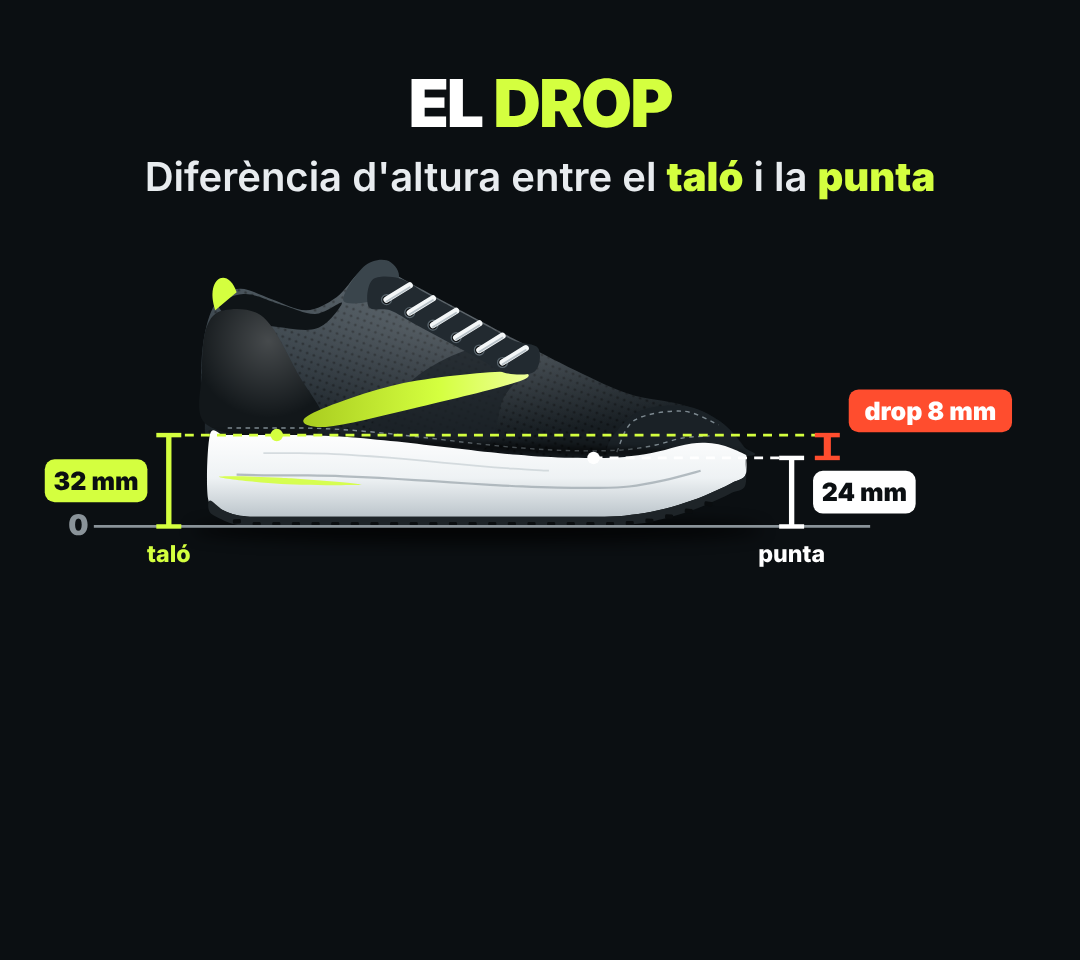 EL DROP
Diferència d'altura entre el taló i la punta
drop 8 mm
32 mm
24 mm
0
taló
punta